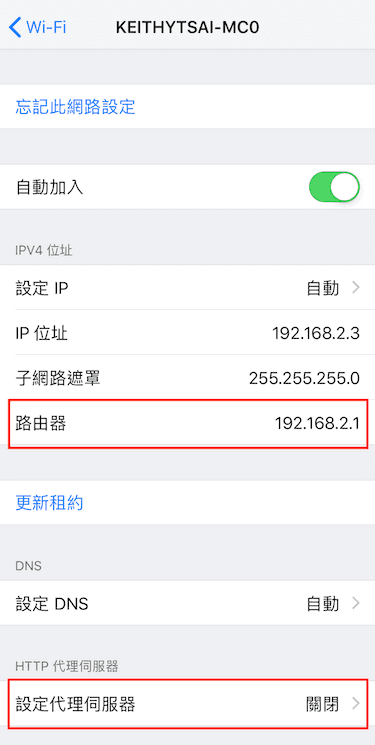 Wi-Fi KEITHYTSAI-MC0
忘記此網路設定
自動加入
IPV4 位址
設定 IP 自動
IP 位址 192.168.2.3
子網路遮罩 255.255.255.0
路由器 192.168.2.1
更新租約
DNS
設定 DNS 自動
HTTP 代理伺服器
設定代理伺服器 關閉